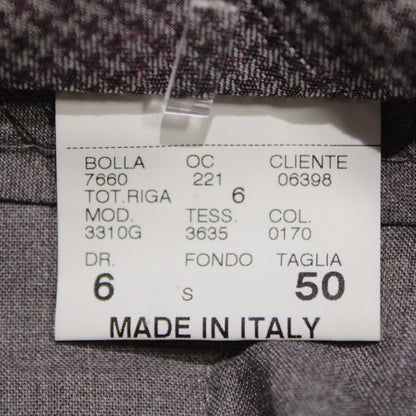 BOLLA OC CLIENTE
7660 221 06398
TOT.RIGA 6
MOD. TESS. COL.
3310G 3635 0170
DR. FONDO TAGLIA
6 S 50
MADE IN ITALY